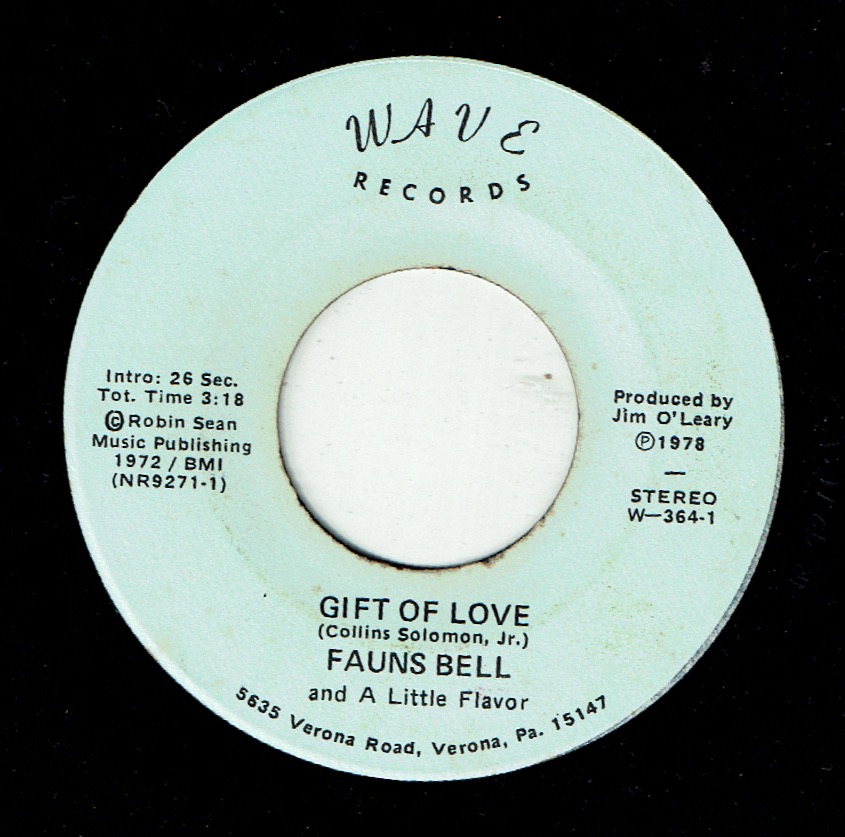 WAVE
RECORDS
Intro: 26 Sec.
Tot. Time 3:18
©Robin Sean
Music Publishing
1972 / BMI
(NR9271-1)
Produced by
Jim O'Leary
℗1978
—
STEREO
W—364-1
GIFT OF LOVE
(Collins Solomon, Jr.)
FAUNS BELL
and A Little Flavor
5635 Verona Road, Verona, Pa. 15147